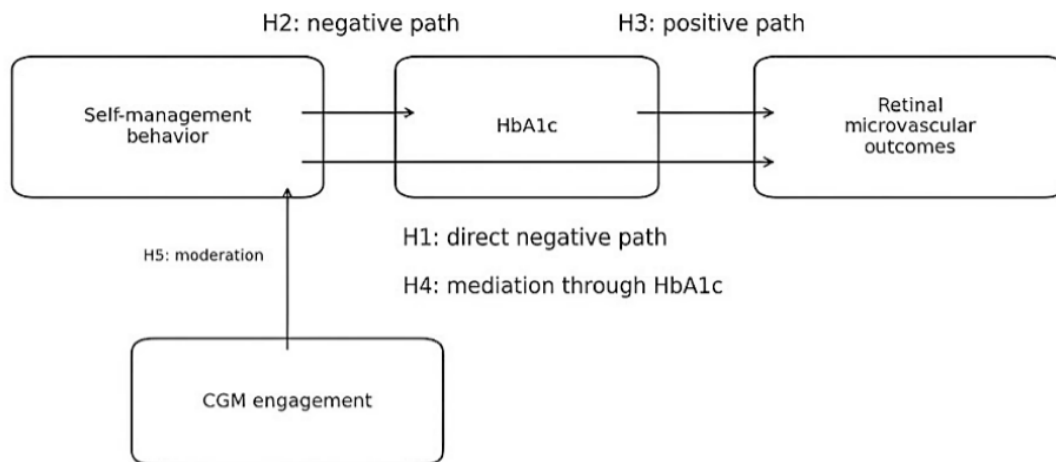 H2: negative path
H3: positive path
Self-management
behavior
HbA1c
Retinal
microvascular
outcomes
H1: direct negative path
H5: moderation
H4: mediation through HbA1c
CGM engagement